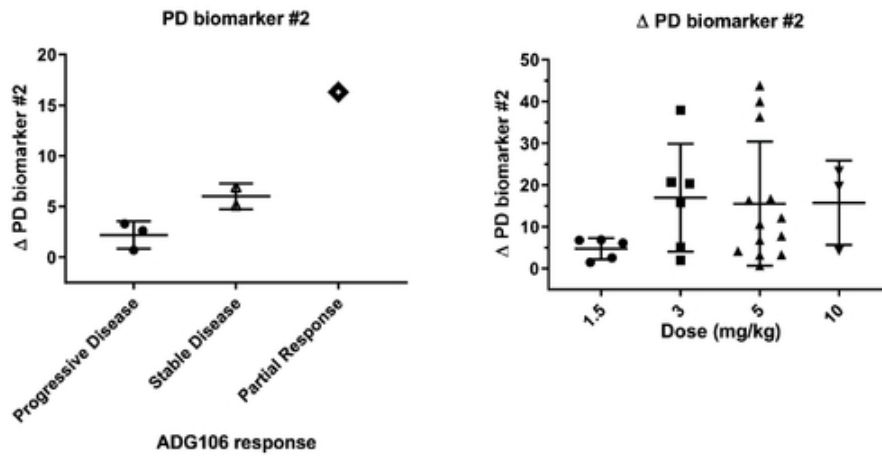 PD biomarker #2
Δ PD biomarker #2
20
15
10
5
0
Progressive Disease
Stable Disease
Partial Response
ADG106 response
Δ PD biomarker #2
Δ PD biomarker #2
50
40
30
20
10
0
1.5
3
5
10
Dose (mg/kg)